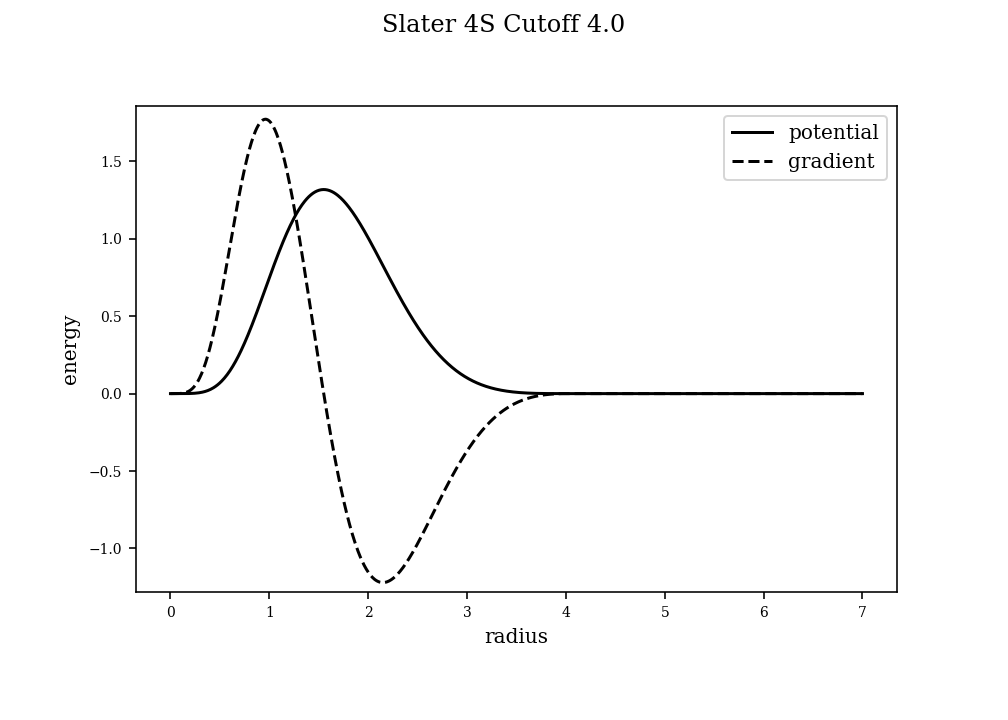 Slater 4S Cutoff 4.0
potential
gradient
1.5
1.0
0.5
0.0
−0.5
−1.0
energy
0 1 2 3 4 5 6 7
radius